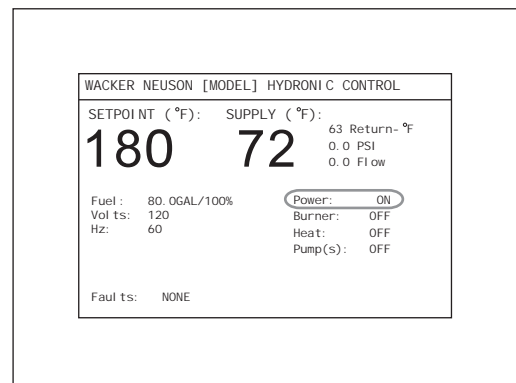 WACKER NEUSON [MODEL] HYDRONIC CONTROL
SETPOINT (°F): SUPPLY (°F):
180 72
63 Return-°F
0.0 PSI
0.0 Flow
Fuel: 80.0GAL/100%
Volts: 120
Hz: 60
Power: ON
Burner: OFF
Heat: OFF
Pump(s): OFF
Faults: NONE